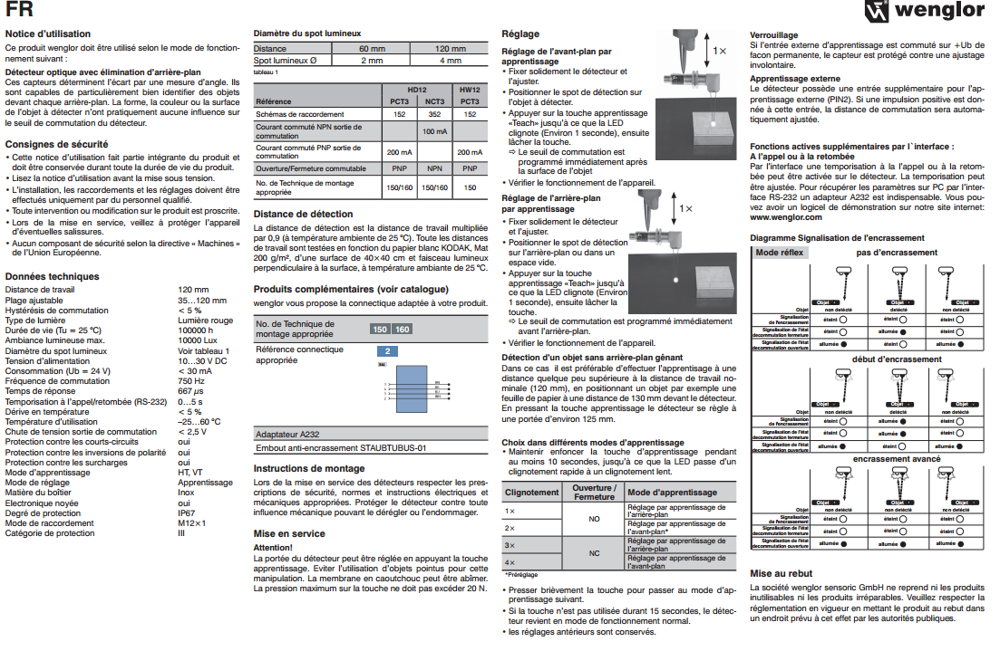 FR
wenglor
Notice d'utilisation
Ce produit wenglor doit être utilisé selon le mode de fonction-
nement suivant :
Détecteur optique avec élimination d'arrière-plan
Ces capteurs déterminent l'écart par une mesure d'angle. Ils
sont capables de particulièrement bien identifier des objets
devant chaque arrière-plan. La forme, la couleur ou la surface
de l'objet à détecter n'ont pratiquement aucune influence sur
le seuil de commutation du détecteur.
Consignes de sécurité
• Cette notice d'utilisation fait partie intégrante du produit et
doit être conservée durant toute la durée de vie du produit.
• Lisez la notice d'utilisation avant la mise sous tension.
• L'installation, les raccordements et les réglages doivent être
effectués uniquement par du personnel qualifié.
• Toute intervention ou modification sur le produit est proscrite.
• Lors de la mise en service, veillez à protéger l'appareil
d'éventuelles salissures.
• Aucun composant de sécurité selon la directive « Machines »
de l'Union Européenne.
Données techniques
Distance de travail 120 mm
Plage ajustable 35…120 mm
Hystérésis de commutation < 5 %
Type de lumière Lumière rouge
Durée de vie (Tu = 25 °C) 100000 h
Ambiance lumineuse max. 10000 Lux
Diamètre du spot lumineux Voir tableau 1
Tension d'alimentation 10…30 V DC
Consommation (Ub = 24 V) < 30 mA
Fréquence de commutation 750 Hz
Temps de réponse 667 µs
Temporisation à l'appel/retombée (RS-232) 0…5 s
Dérive en température < 5 %
Température d'utilisation –25…60 °C
Chute de tension sortie de commutation < 2,5 V
Protection contre les courts-circuits oui
Protection contre les inversions de polarité oui
Protection contre les surcharges oui
Mode d'apprentissage HT, VT
Mode de réglage Apprentissage
Matière du boîtier Inox
Electronique noyée oui
Degré de protection IP67
Mode de raccordement M12×1
Catégorie de protection III
Diamètre du spot lumineux
Distance 60 mm 120 mm
Spot lumineux Ø 2 mm 4 mm
tableau 1
HD12 HW12
Référence PCT3 NCT3 PCT3
Schémas de raccordement 152 352 152
Courant commuté NPN sortie de
commutation 100 mA
Courant commuté PNP sortie de
commutation 200 mA 200 mA
Ouverture/Fermeture commutable PNP NPN PNP
No. de Technique de montage
appropriée 150/160 150/160 150
Distance de détection
La distance de détection est la distance de travail multipliée
par 0,9 (à température ambiante de 25 °C). Toute les distances
de travail sont testées en fonction du papier blanc KODAK, Mat
200 g/m², d'une surface de 40×40 cm et faisceau lumineux
perpendiculaire à la surface, à température ambiante de 25 °C.
Produits complémentaires (voir catalogue)
wenglor vous propose la connectique adaptée à votre produit.
No. de Technique de
montage appropriée 150 160
Référence connectique
appropriée 2
Adaptateur A232
Embout anti-encrassement STAUBTUBUS-01
Instructions de montage
Lors de la mise en service des détecteurs respecter les pres-
criptions de sécurité, normes et instructions électriques et
mécaniques appropriées. Protéger le détecteur contre toute
influence mécanique pouvant le dérégler ou l'endommager.
Mise en service
Attention!
La portée du détecteur peut être réglée en appuyant la touche
apprentissage. Eviter l'utilisation d'objets pointus pour cette
manipulation. La membrane en caoutchouc peut être abîmer.
La pression maximum sur la touche ne doit pas excéder 20 N.
Réglage
Réglage de l'avant-plan par
apprentissage
• Fixer solidement le détecteur et
l'ajuster.
• Positionner le spot de détection sur
l'objet à détecter.
• Appuyer sur la touche apprentissage
«Teach» jusqu'à ce que la LED
clignote (Environ 1 seconde), ensuite
lâcher la touche.
⇨ Le seuil de commutation est
programmé immédiatement après
la surface de l'objet
• Vérifier le fonctionnement de l'appareil.
1×
Réglage de l'arrière-plan
par apprentissage
• Fixer solidement le détecteur
et l'ajuster.
• Positionner le spot de détection
sur l'arrière-plan ou dans un
espace vide.
• Appuyer sur la touche
apprentissage «Teach» jusqu'à
ce que la LED clignote (Environ
1 seconde), ensuite lâcher la
touche.
⇨ Le seuil de commutation est programmé immédiatement
avant l'arrière-plan.
• Vérifier le fonctionnement de l'appareil.
1×
Détection d'un objet sans arrière-plan gênant
Dans ce cas il est préférable d'effectuer l'apprentissage à une
distance quelque peu supérieure à la distance de travail no-
minale (120 mm), en positionnant un objet par exemple une
feuille de papier à une distance de 130 mm devant le détecteur.
En pressant la touche apprentissage le détecteur se règle à
une portée d'environ 125 mm.
Choix dans différents modes d'apprentissage
• Maintenir enfoncer la touche d'apprentissage pendant
au moins 10 secondes, jusqu'à ce que la LED passe d'un
clignotement rapide à un clignotement lent.
Clignotement Ouverture / Fermeture Mode d'apprentissage
1× NO Réglage par apprentissage de
l'arrière-plan
2× Réglage par apprentissage de
l'avant-plan*
3× NC Réglage par apprentissage de
l'arrière-plan
4× Réglage par apprentissage de
l'avant-plan
*Préréglage
• Presser brièvement la touche pour passer au mode d'ap-
prentissage suivant.
• Si la touche n'est pas utilisée durant 15 secondes, le détec-
teur revient en mode de fonctionnement normal.
• les réglages antérieurs sont conservés.
Verrouillage
Si l'entrée externe d'apprentissage est commuté sur +Ub de
facon permanente, le capteur est protégé contre une ajustage
involontaire.
Apprentissage externe
Le détecteur possède une entrée supplémentaire pour l'ap-
prentissage externe (PIN2). Si une impulsion positive est don-
née à cette entrée, la distance de commutation sera automa-
tiquement ajustée.
Fonctions actives supplémentaires par l`interface :
A l'appel ou à la retombée
Par l'interface une temporisation à la l'appel ou à la retom-
bée peut être activée sur le détecteur. La temporisation peut
être ajustée. Pour récupérer les paramètres sur PC par l'inter-
face RS-232 un adaptateur A232 est indispensable. Vous pou-
vez avoir un logicel de démonstration sur notre site internet:
www.wenglor.com
Diagramme Signalisation de l'encrassement
Mode réflex pas d'encrassement
Objet Objet Objet
Objet non détécté détécté non détécté
Signalisation
de l'encrassement éteint éteint éteint
Signalisation de l'état
decommutation fermeture éteint allumée éteint
Signalisation de l'état
decommutation ouverture allumée éteint allumée
début d'encrassement
Objet Objet Objet
Objet non détécté détécté non détécté
Signalisation
de l'encrassement éteint allumée éteint
Signalisation de l'état
decommutation fermeture éteint allumée éteint
Signalisation de l'état
decommutation ouverture allumée éteint allumée
encrassement avancé
Objet Objet Objet
Objet non détécté non détécté non détécté
Signalisation
de l'encrassement éteint éteint éteint
Signalisation de l'état
decommutation fermeture éteint éteint éteint
Signalisation de l'état
decommutation ouverture allumée allumée allumée
Mise au rebut
La société wenglor sensoric GmbH ne reprend ni les produits
inutilisables ni les produits irréparables. Veuillez respecter la
réglementation en vigueur en mettant le produit au rebut dans
un endroit prévu à cet effet par les autorités publiques.